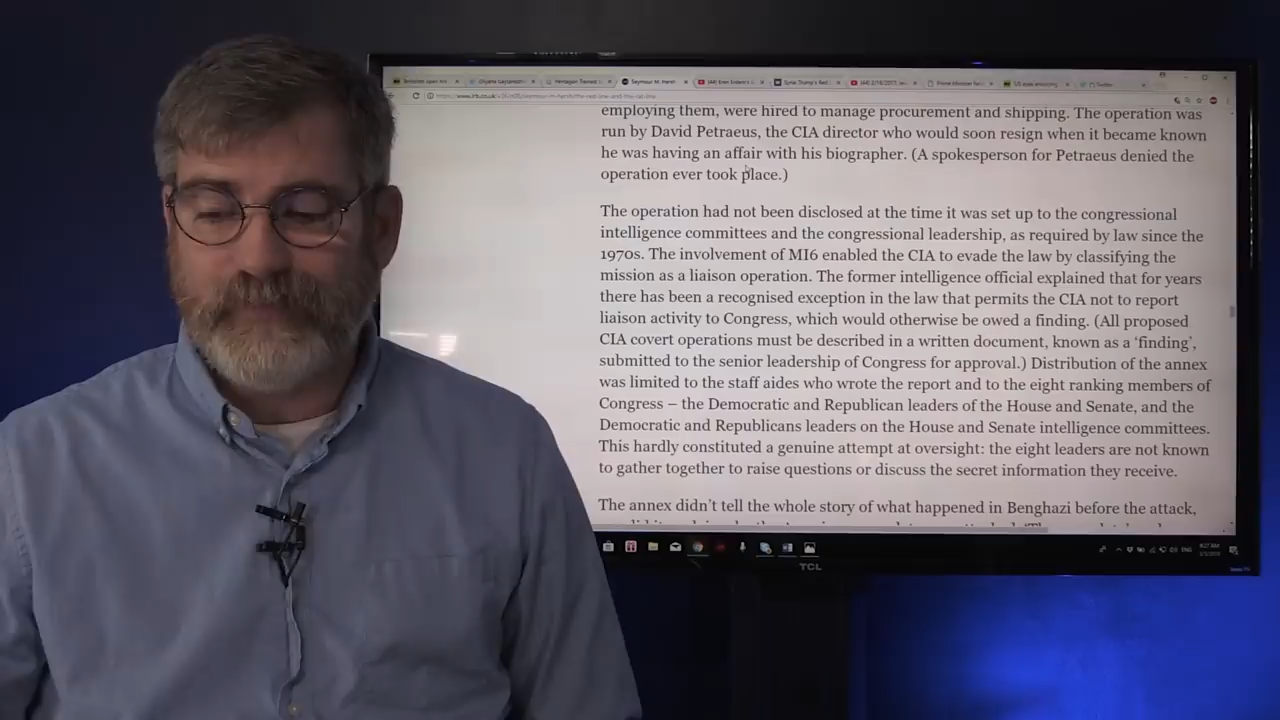 Seymour M. Hersh
employing them, were hired to manage procurement and shipping. The operation was
run by David Petraeus, the CIA director who would soon resign when it became known
he was having an affair with his biographer. (A spokesperson for Petraeus denied the
operation ever took place.)
The operation had not been disclosed at the time it was set up to the congressional
intelligence committees and the congressional leadership, as required by law since the
1970s. The involvement of MI6 enabled the CIA to evade the law by classifying the
mission as a liaison operation. The former intelligence official explained that for years
there has been a recognised exception in the law that permits the CIA not to report
liaison activity to Congress, which would otherwise be owed a finding. (All proposed
CIA covert operations must be described in a written document, known as a ‘finding’,
submitted to the senior leadership of Congress for approval.) Distribution of the annex
was limited to the staff aides who wrote the report and to the eight ranking members of
Congress – the Democratic and Republican leaders of the House and Senate, and the
Democratic and Republicans leaders on the House and Senate intelligence committees.
This hardly constituted a genuine attempt at oversight: the eight leaders are not known
to gather together to raise questions or discuss the secret information they receive.
The annex didn’t tell the whole story of what happened in Benghazi before the attack,
ENG
TCL